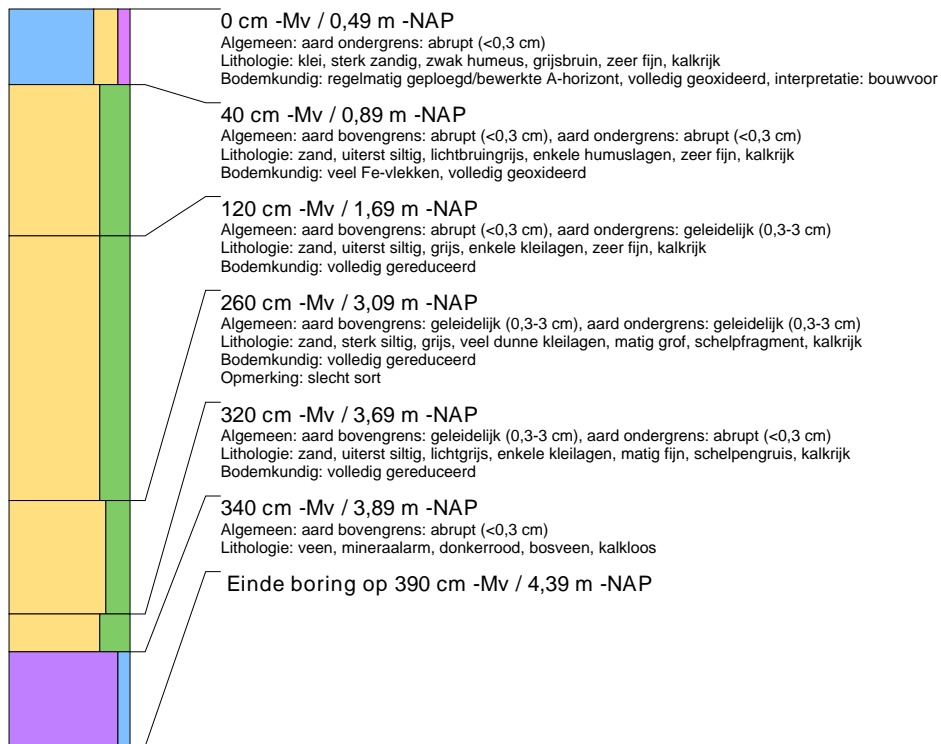 0 cm -Mv / 0,49 m -NAP
Algemeen: aard ondergrens: abrupt (<0,3 cm)
Lithologie: klei, sterk zandig, zwak humeus, grijsbruin, zeer fijn, kalkrijk
Bodemkundig: regelmatig geploegd/bewerkte A-horizont, volledig geoxideerd, interpretatie: bouwvoor
40 cm -Mv / 0,89 m -NAP
Algemeen: aard bovengrens: abrupt (<0,3 cm), aard ondergrens: abrupt (<0,3 cm)
Lithologie: zand, uiterst siltig, lichtbruingrijs, enkele humuslagen, zeer fijn, kalkrijk
Bodemkundig: veel Fe-vlekken, volledig geoxideerd
120 cm -Mv / 1,69 m -NAP
Algemeen: aard bovengrens: abrupt (<0,3 cm), aard ondergrens: geleidelijk (0,3-3 cm)
Lithologie: zand, uiterst siltig, grijs, enkele kleilagen, zeer fijn, kalkrijk
Bodemkundig: volledig gereduceerd
260 cm -Mv / 3,09 m -NAP
Algemeen: aard bovengrens: geleidelijk (0,3-3 cm), aard ondergrens: geleidelijk (0,3-3 cm)
Lithologie: zand, sterk siltig, grijs, veel dunne kleilagen, matig grof, schelpfragment, kalkrijk
Bodemkundig: volledig gereduceerd
Opmerking: slecht sort
320 cm -Mv / 3,69 m -NAP
Algemeen: aard bovengrens: geleidelijk (0,3-3 cm), aard ondergrens: abrupt (<0,3 cm)
Lithologie: zand, uiterst siltig, lichtgrijs, enkele kleilagen, matig fijn, schelpengruis, kalkrijk
Bodemkundig: volledig gereduceerd
340 cm -Mv / 3,89 m -NAP
Algemeen: aard bovengrens: abrupt (<0,3 cm)
Lithologie: veen, mineraalarm, donkerrood, bosveen, kalkloos
Einde boring op 390 cm -Mv / 4,39 m -NAP